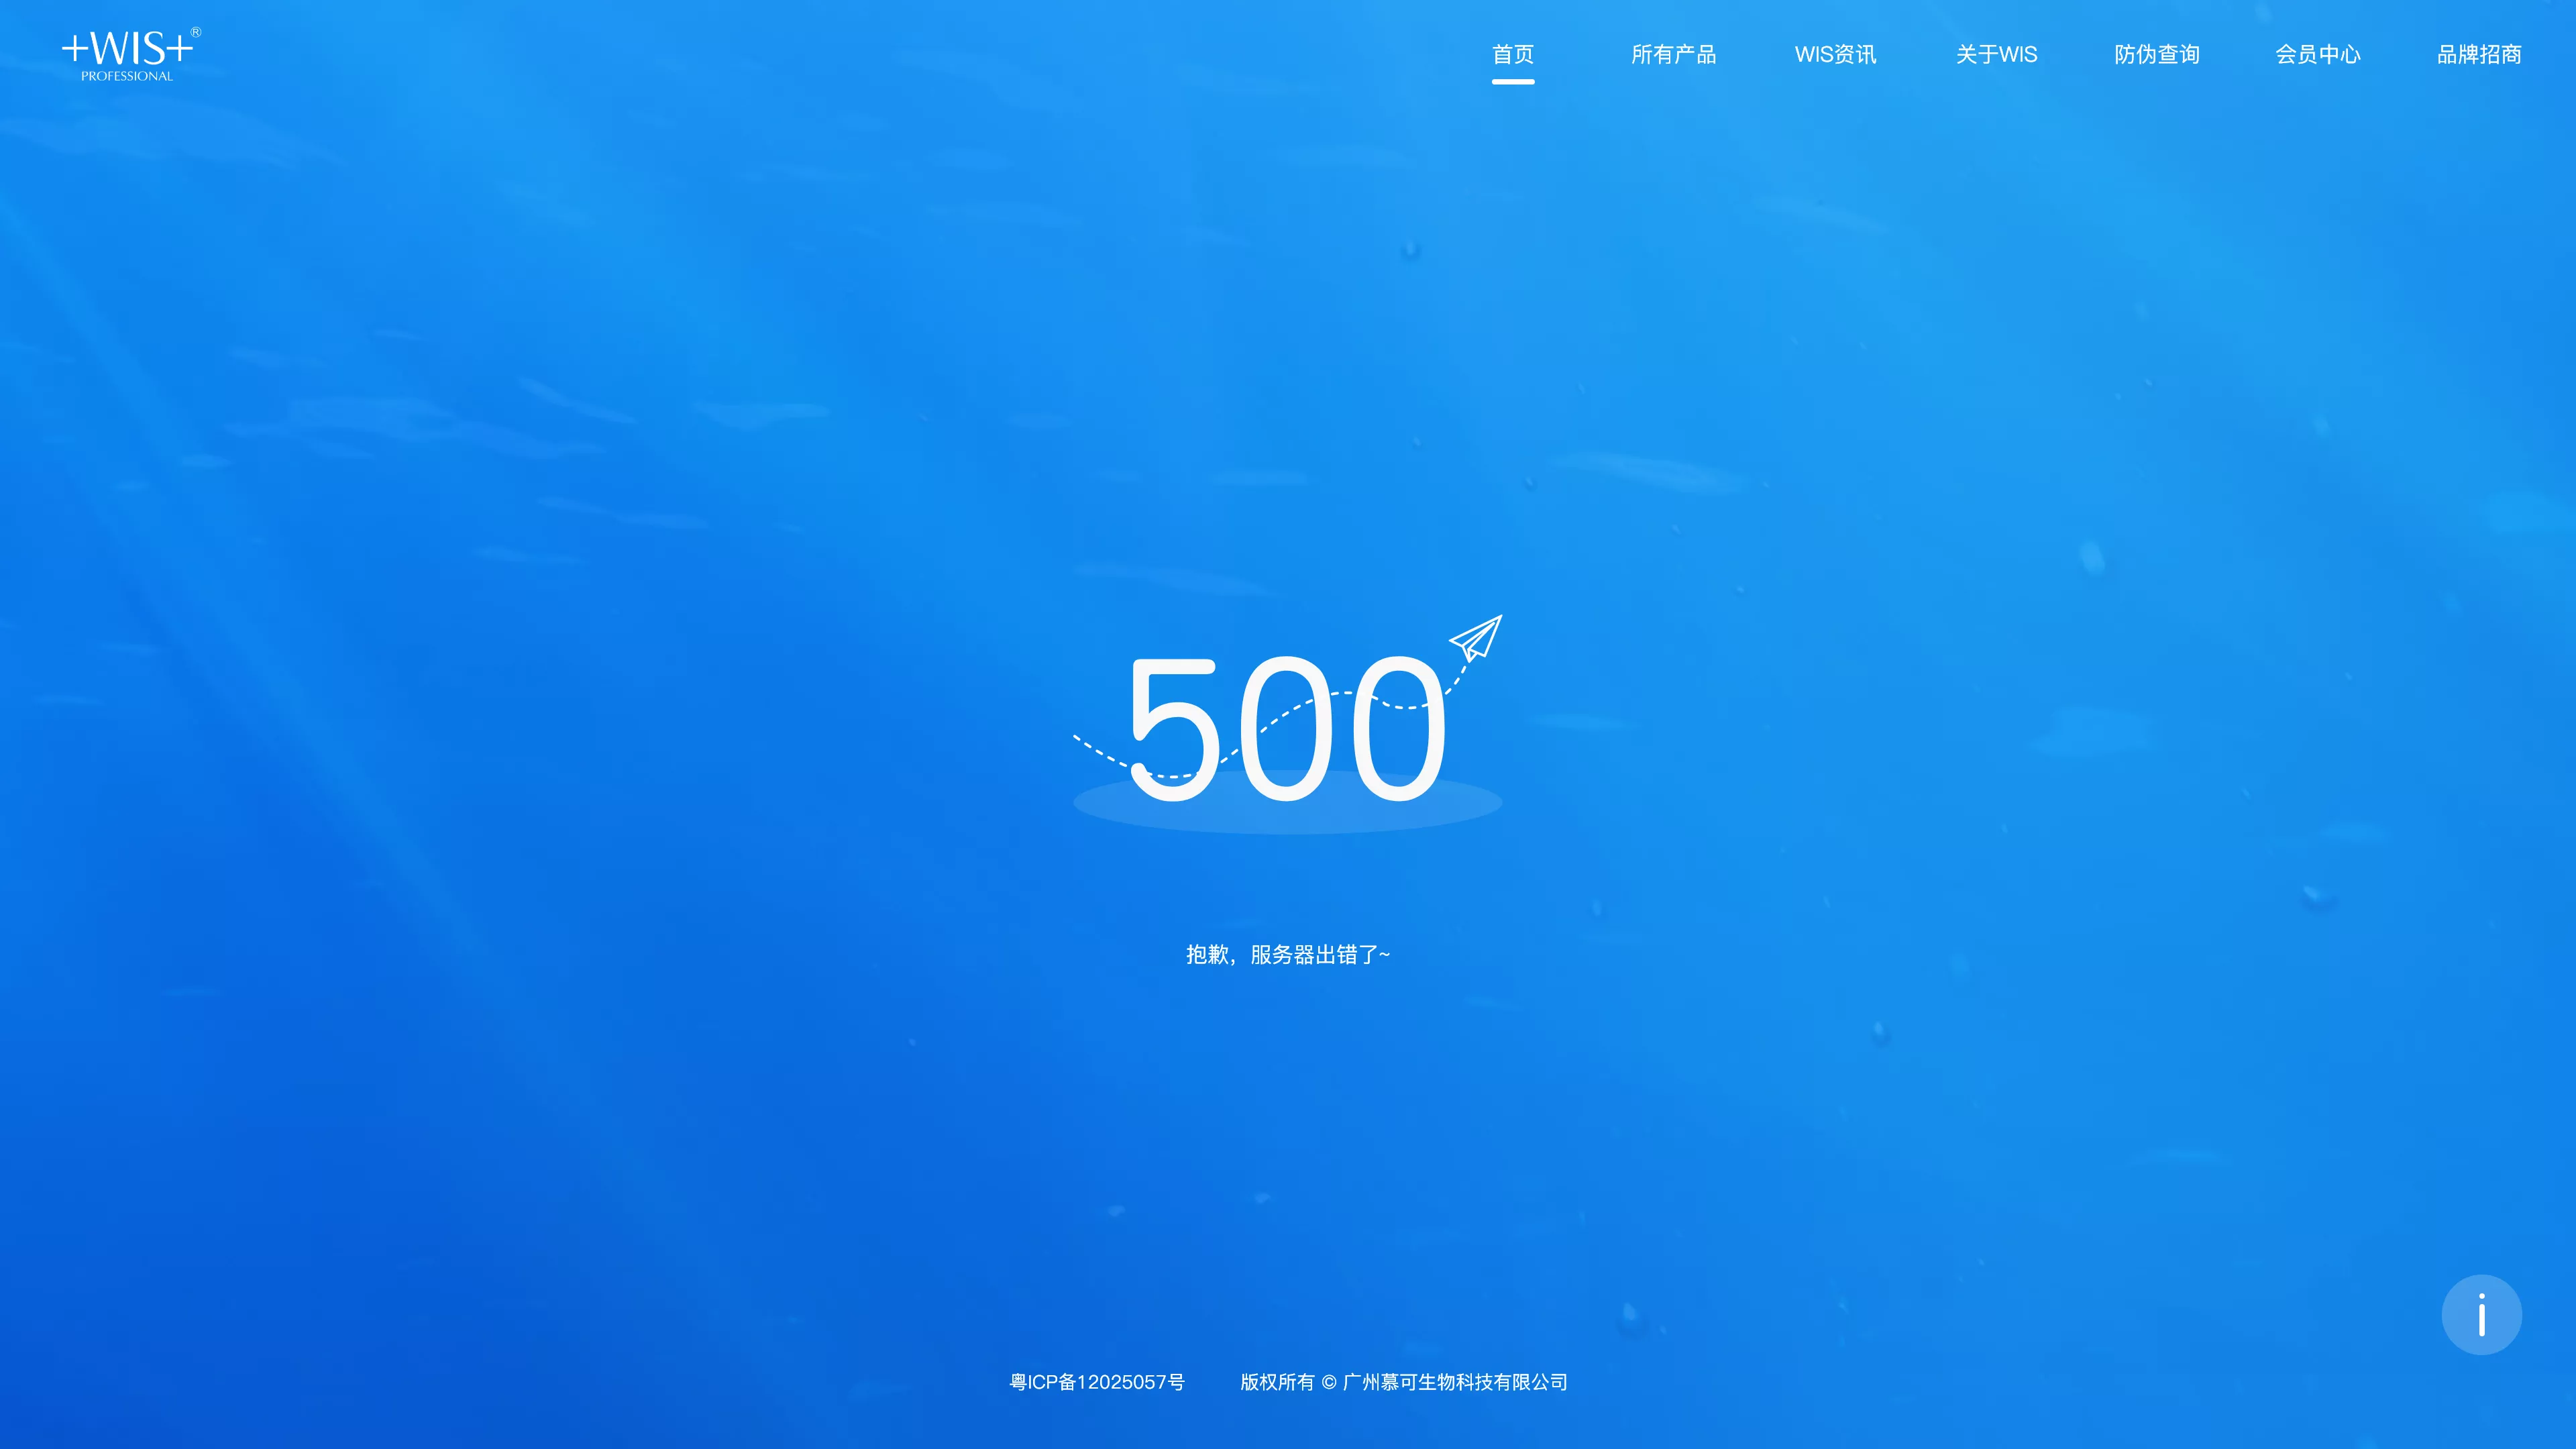 +WIS+®
PROFESSIONAL
首页 所有产品 WIS资讯 关于WIS 防伪查询 会员中心 品牌招商
500
抱歉，服务器出错了~
i
粤ICP备12025057号 版权所有 © 广州慕可生物科技有限公司